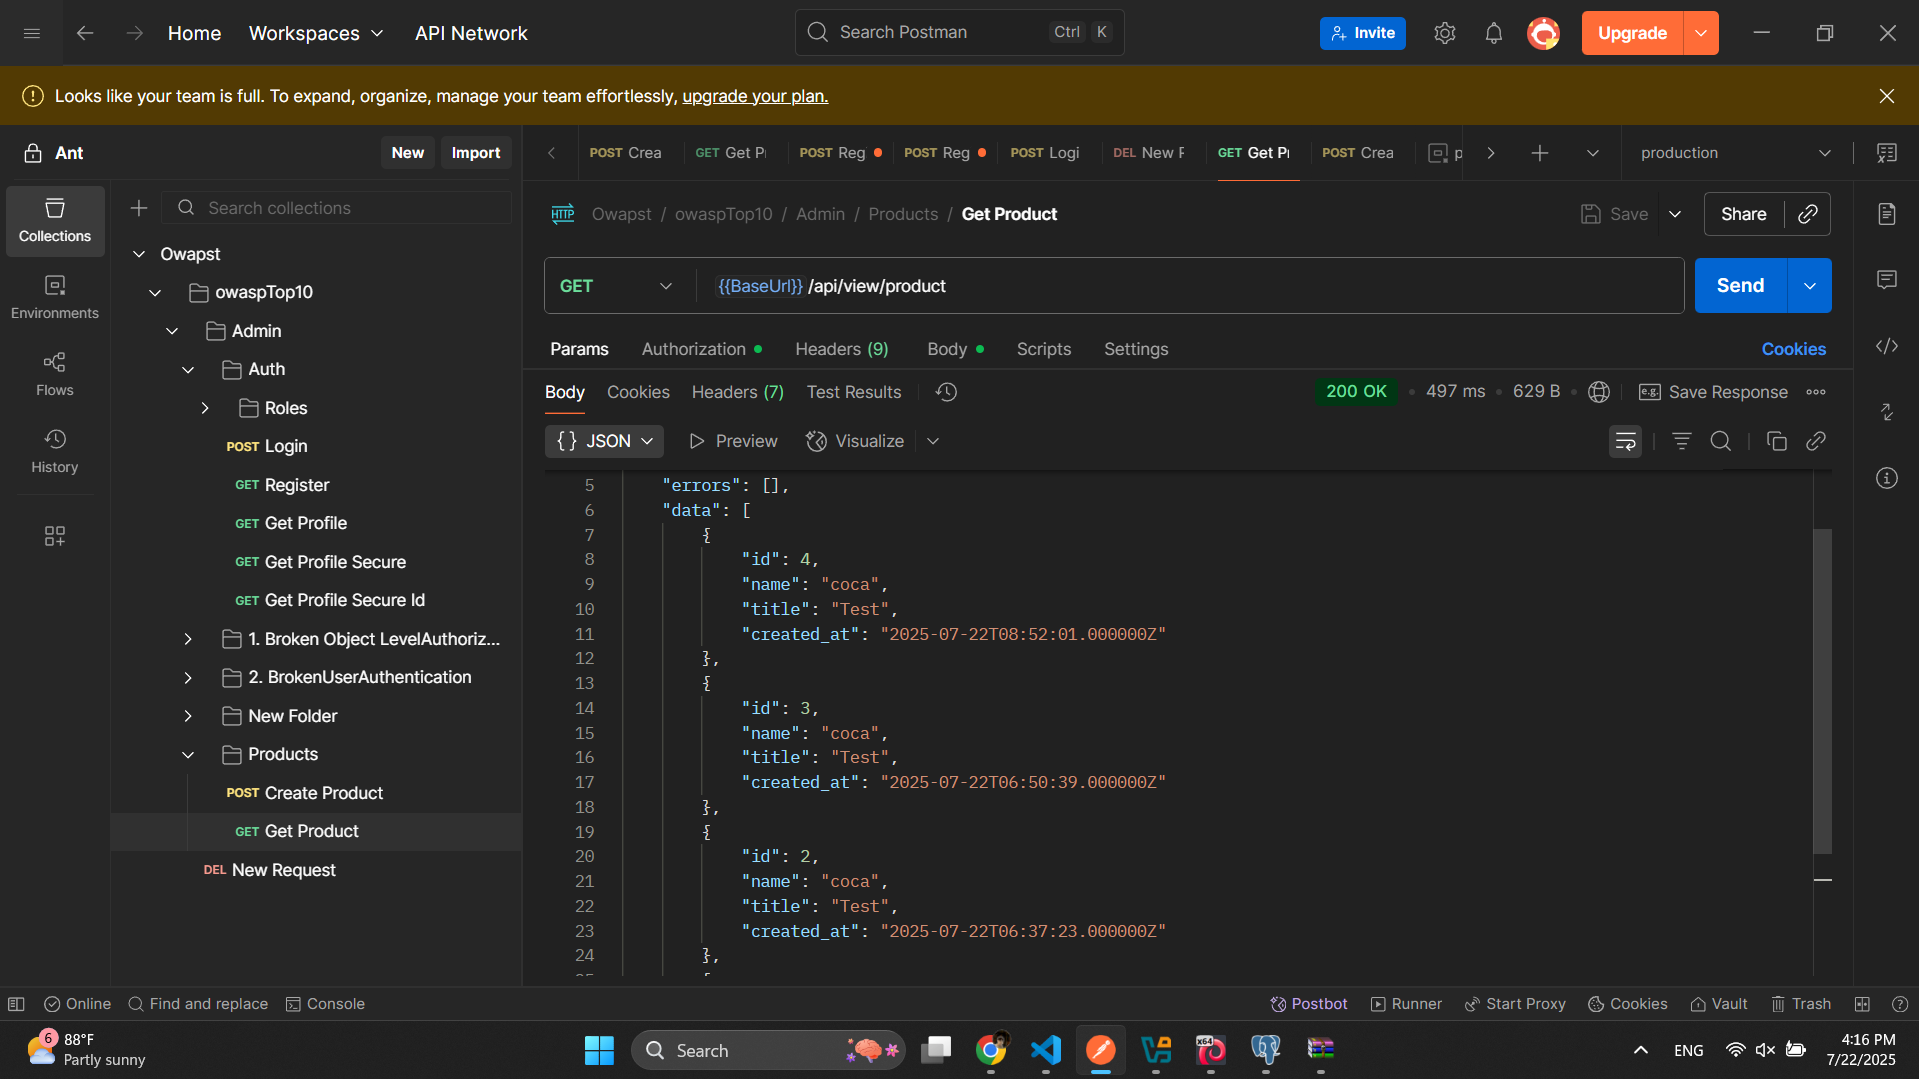 Home Workspaces API Network Search Postman Ctrl K Invite Upgrade
Looks like your team is full. To expand, organize, manage your team effortlessly, upgrade your plan.
Ant New Import
POST Crea GET Get P POST Reg POST Reg POST Logi DEL New GET Get P POST Crea production
Collections
Environments
Flows
History
Search collections
Owapst
owaspTop10
Admin
Auth
Roles
POST Login
GET Register
GET Get Profile
GET Get Profile Secure
GET Get Profile Secure Id
1. Broken Object LevelAuthoriz...
2. BrokenUserAuthentication
New Folder
Products
POST Create Product
GET Get Product
DEL New Request
HTTP Owapst / owaspTop10 / Admin / Products / Get Product Save Share
GET {{BaseUrl}} /api/view/product Send
Params Authorization Headers (9) Body Scripts Settings Cookies
Body Cookies Headers (7) Test Results 200 OK 497 ms 629 B e.g. Save Response
{} JSON Preview Visualize
5 "errors": [],
6 "data": [
7 {
8 "id": 4,
9 "name": "coca",
10 "title": "Test",
11 "created_at": "2025-07-22T08:52:01.000000Z"
12 },
13 {
14 "id": 3,
15 "name": "coca",
16 "title": "Test",
17 "created_at": "2025-07-22T06:50:39.000000Z"
18 },
19 {
20 "id": 2,
21 "name": "coca",
22 "title": "Test",
23 "created_at": "2025-07-22T06:37:23.000000Z"
24 },
Online Find and replace Console Postbot Runner Start Proxy Cookies Vault Trash
6 88°F
Partly sunny
Search
x64
ENG
4:16 PM
7/22/2025